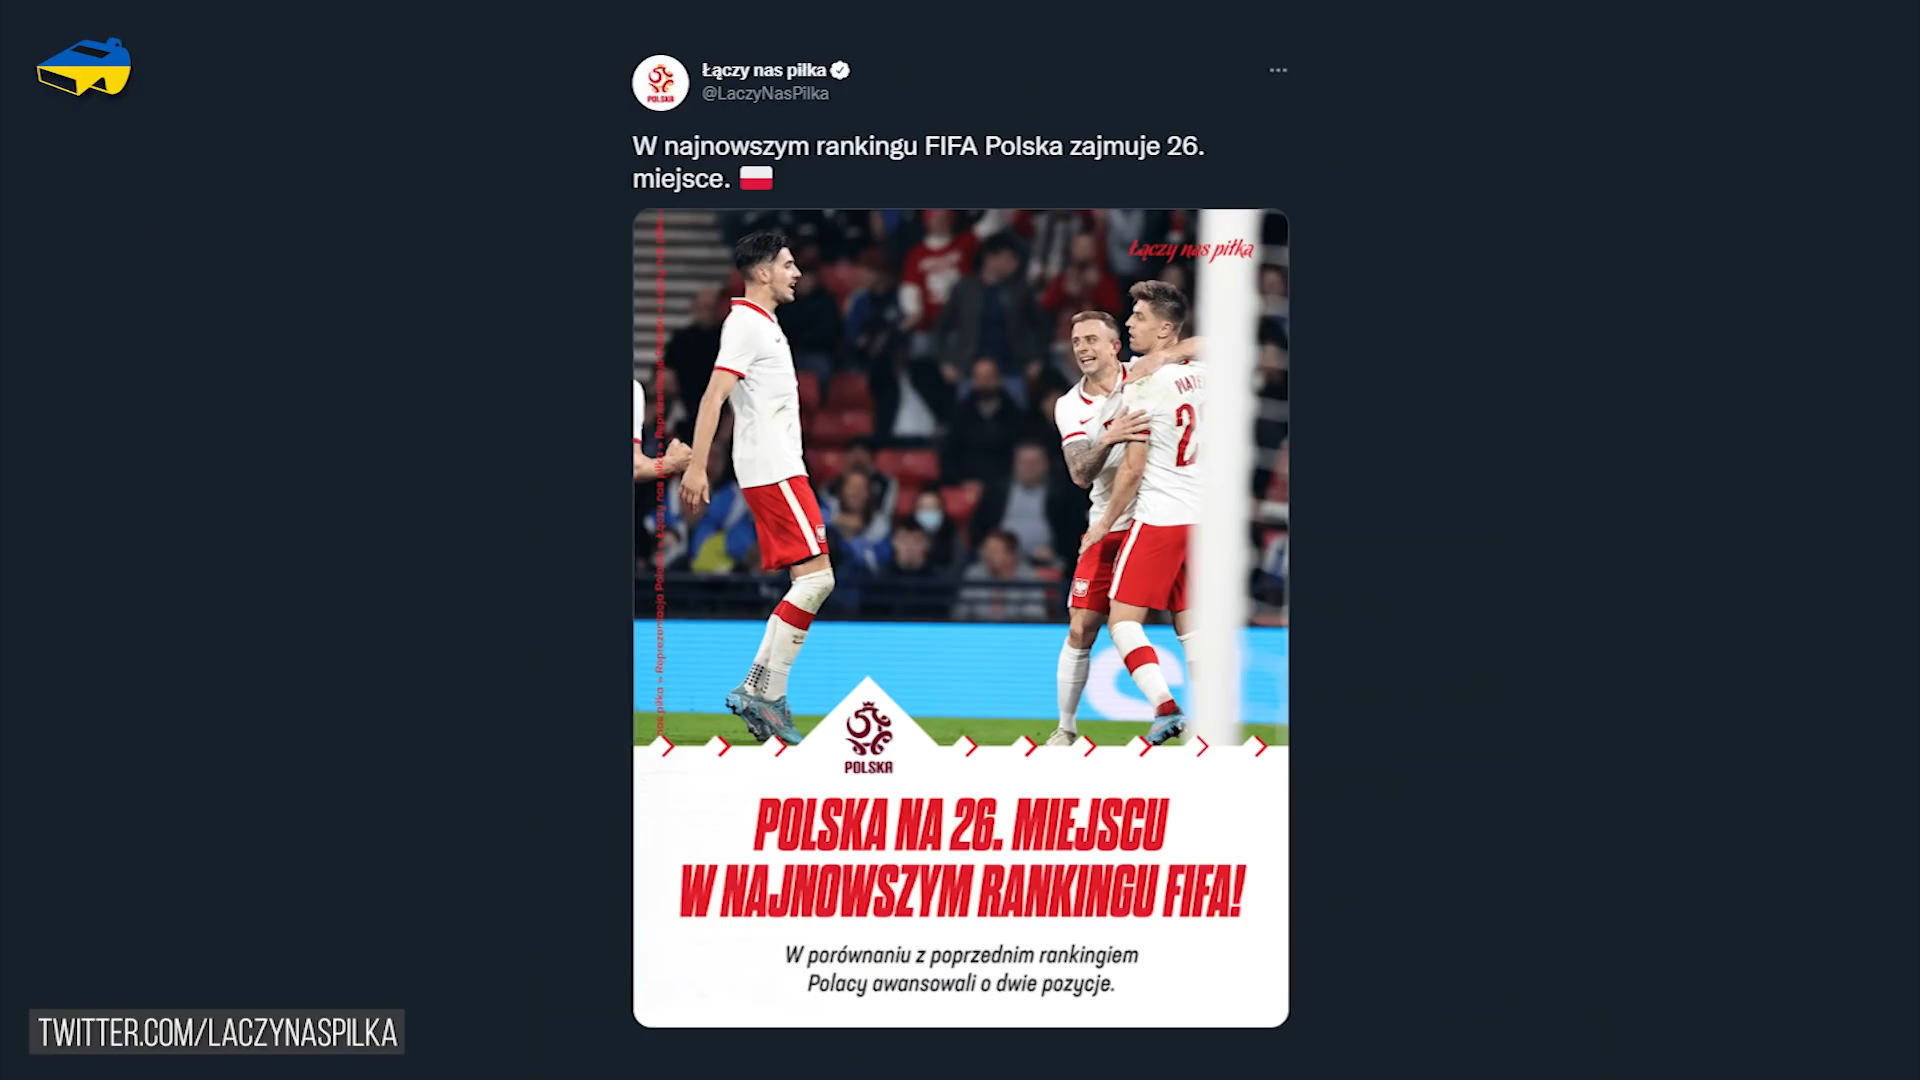 Łączy nas piłka
@LaczyNasPilka
W najnowszym rankingu FIFA Polska zajmuje 26.
miejsce.
POLSKA
Łączy nas piłka
POLSKA
POLSKA NA 26. MIEJSCU
W NAJNOWSZYM RANKINGU FIFA!
W porównaniu z poprzednim rankingiem
Polacy awansowali o dwie pozycje.
TWITTER.COM/LACZYNASPILKA